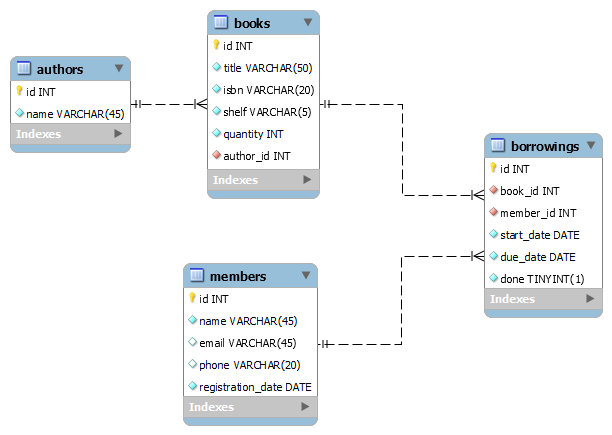 authors
id INT
name VARCHAR(45)
Indexes
books
id INT
title VARCHAR(50)
isbn VARCHAR(20)
shelf VARCHAR(5)
quantity INT
author_id INT
Indexes
members
id INT
name VARCHAR(45)
email VARCHAR(45)
phone VARCHAR(20)
registration_date DATE
Indexes
borrowings
id INT
book_id INT
member_id INT
start_date DATE
due_date DATE
done TINYINT(1)
Indexes